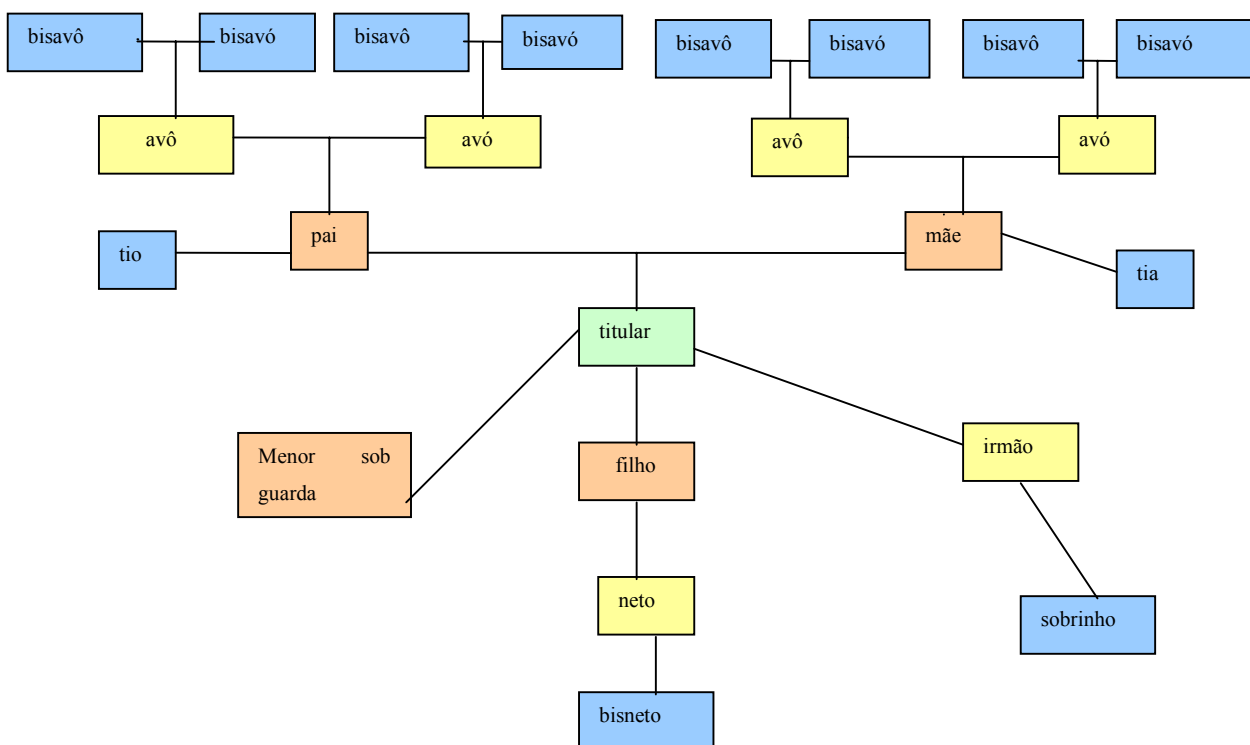 bisavô
bisavó
bisavô
bisavó
bisavô
bisavó
bisavô
bisavó
avô
avó
avô
avó
pai
mãe
tio
tia
titular
Menor sob
guarda
filho
irmão
neto
sobrinho
bisneto